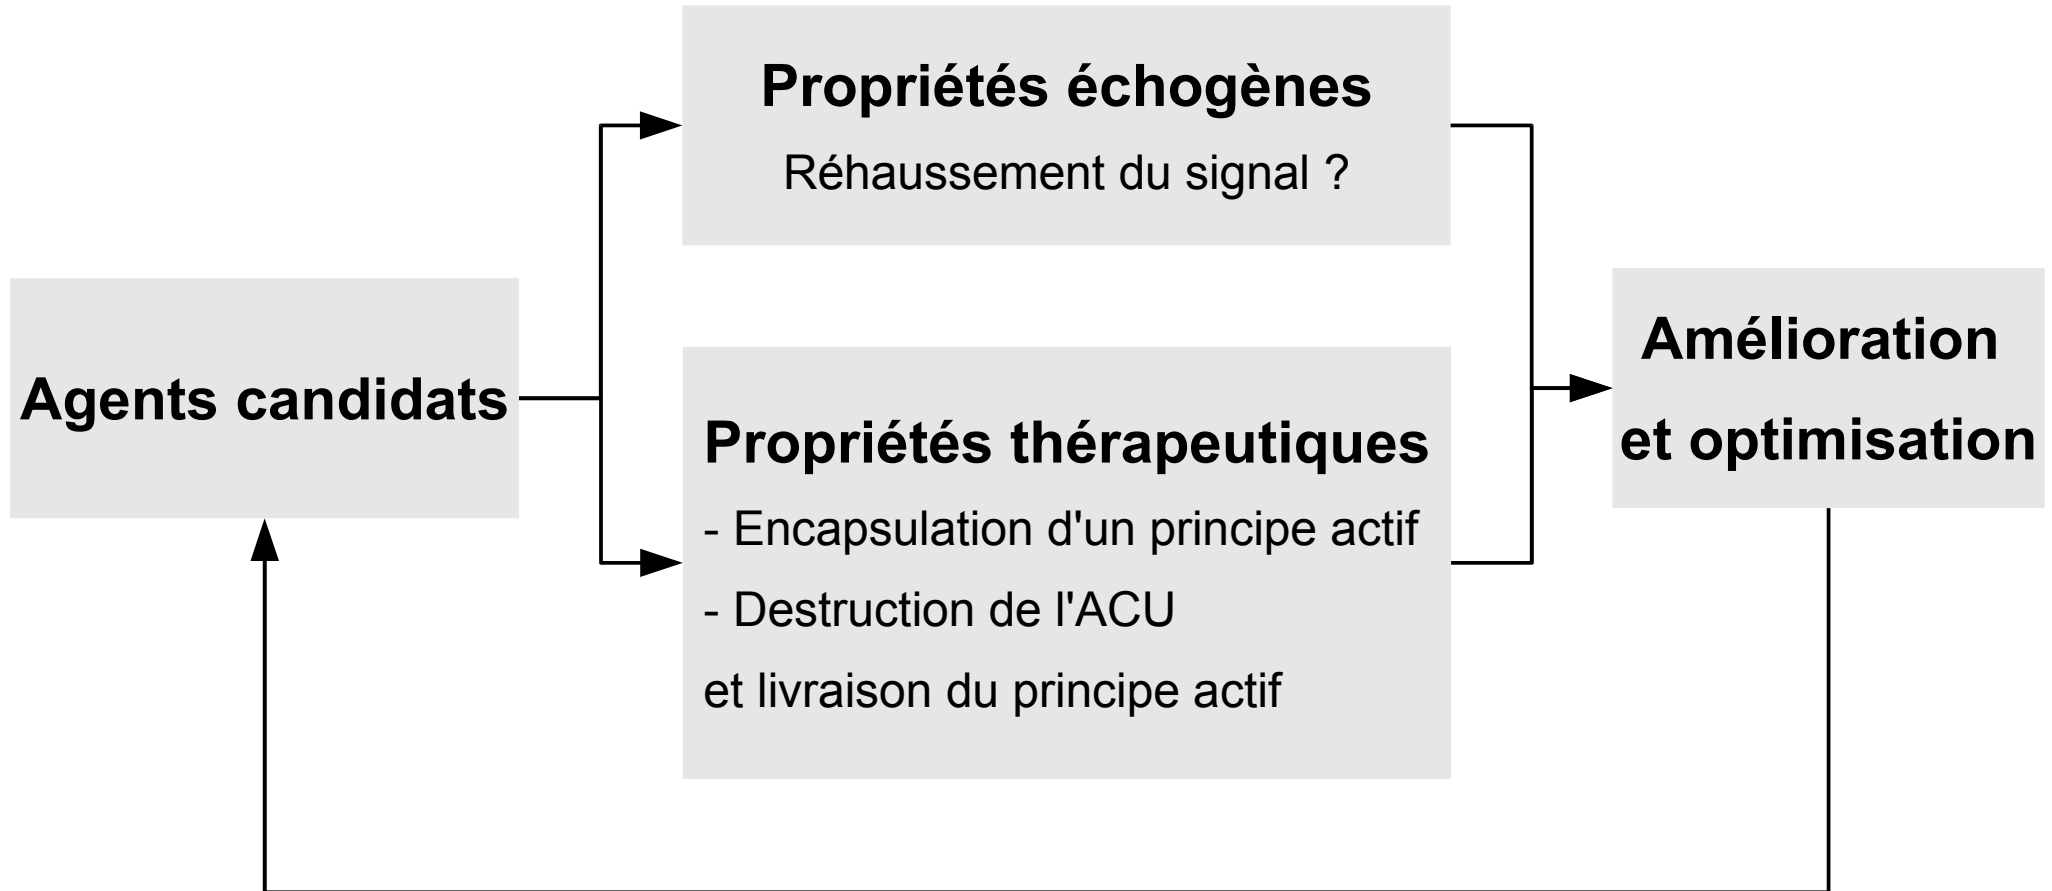 Propriétés échogènes
Réhaussement du signal ?
Agents candidats
Propriétés thérapeutiques
- Encapsulation d'un principe actif
- Destruction de l'ACU
et livraison du principe actif
Amélioration
et optimisation